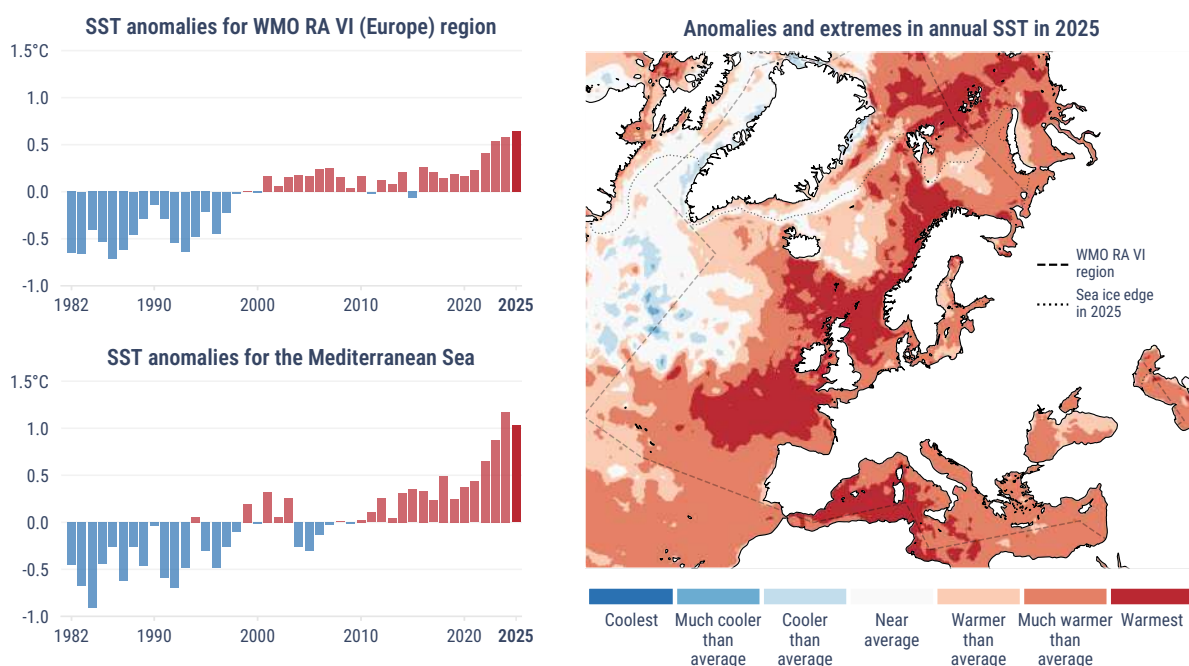 SST anomalies for WMO RA VI (Europe) region
1.5°C
1.0
0.5
0.0
-0.5
-1.0
1982
1990
2000
2010
2020
2025
SST anomalies for the Mediterranean Sea
1.5°C
1.0
0.5
0.0
-0.5
-1.0
1982
1990
2000
2010
2020
2025
Anomalies and extremes in annual SST in 2025
WMO RA VI
region
Sea ice edge
in 2025
Coolest
Much cooler
than
average
Cooler
than
average
Near
average
Warmer
than
average
Much warmer
than
average
Warmest